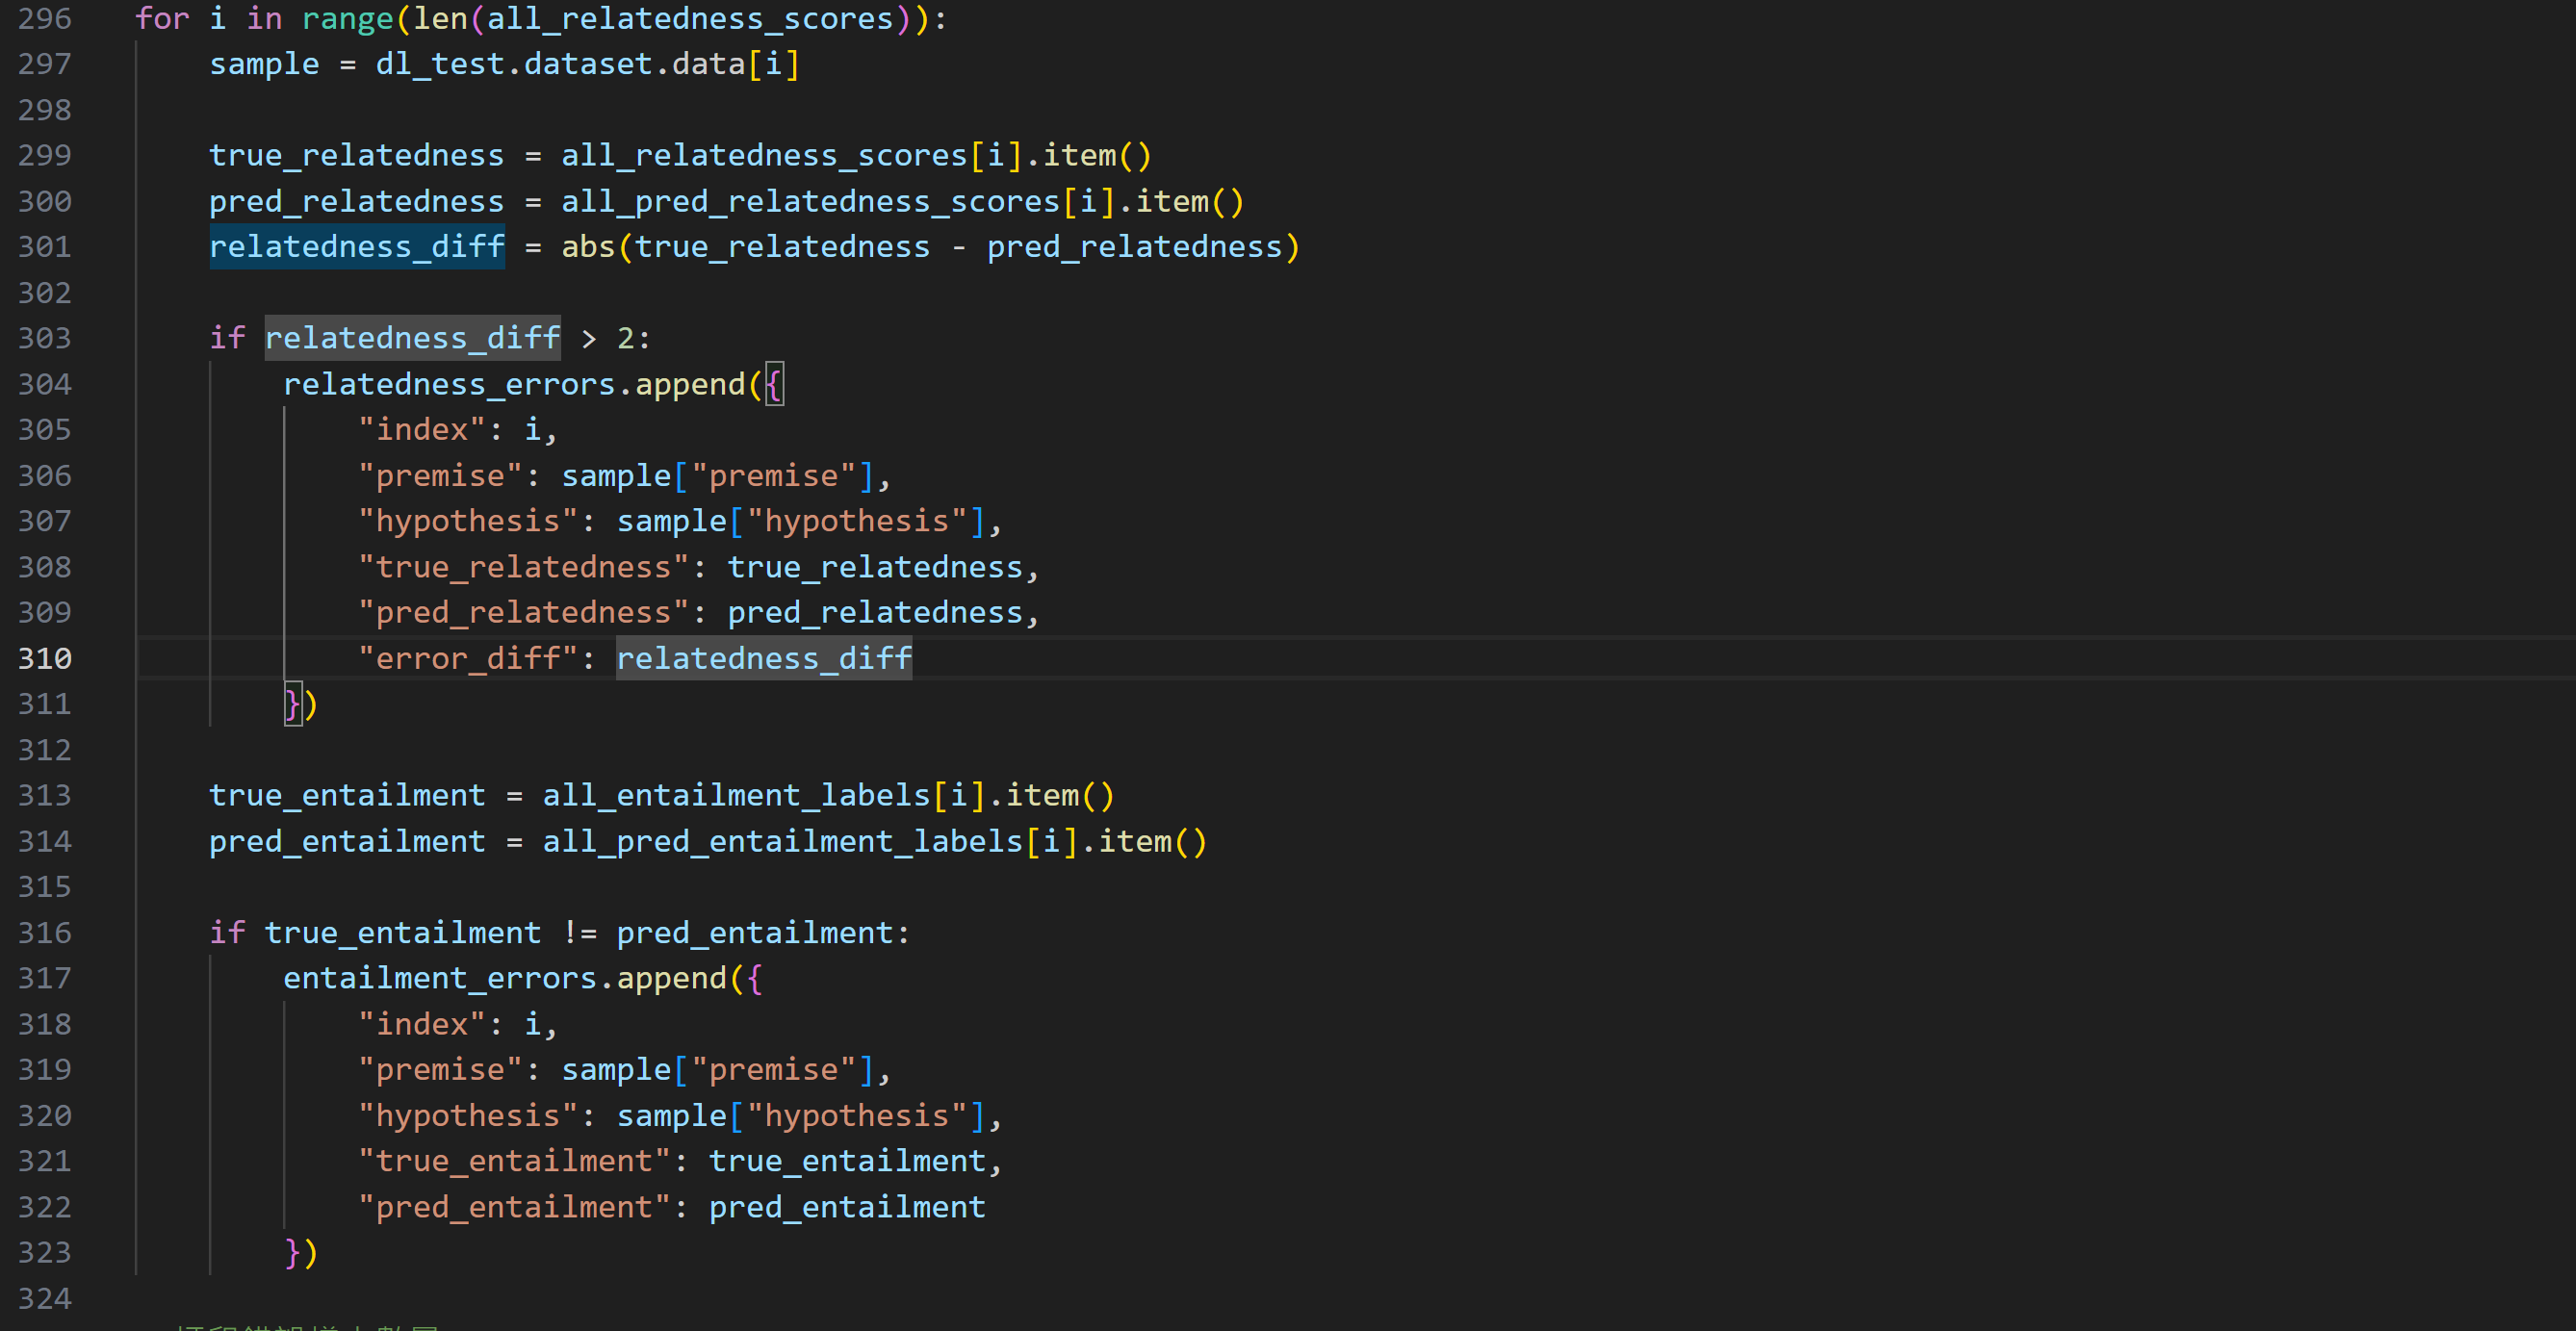 296 for i in range(len(all_relatedness_scores)):
297 sample = dl_test.dataset.data[i]
298
299 true_relatedness = all_relatedness_scores[i].item()
300 pred_relatedness = all_pred_relatedness_scores[i].item()
301 relatedness_diff = abs(true_relatedness - pred_relatedness)
302
303 if relatedness_diff > 2:
304 relatedness_errors.append({
305 "index": i,
306 "premise": sample["premise"],
307 "hypothesis": sample["hypothesis"],
308 "true_relatedness": true_relatedness,
309 "pred_relatedness": pred_relatedness,
310 "error_diff": relatedness_diff
311 })
312
313 true_entailment = all_entailment_labels[i].item()
314 pred_entailment = all_pred_entailment_labels[i].item()
315
316 if true_entailment != pred_entailment:
317 entailment_errors.append({
318 "index": i,
319 "premise": sample["premise"],
320 "hypothesis": sample["hypothesis"],
321 "true_entailment": true_entailment,
322 "pred_entailment": pred_entailment
323 })
324